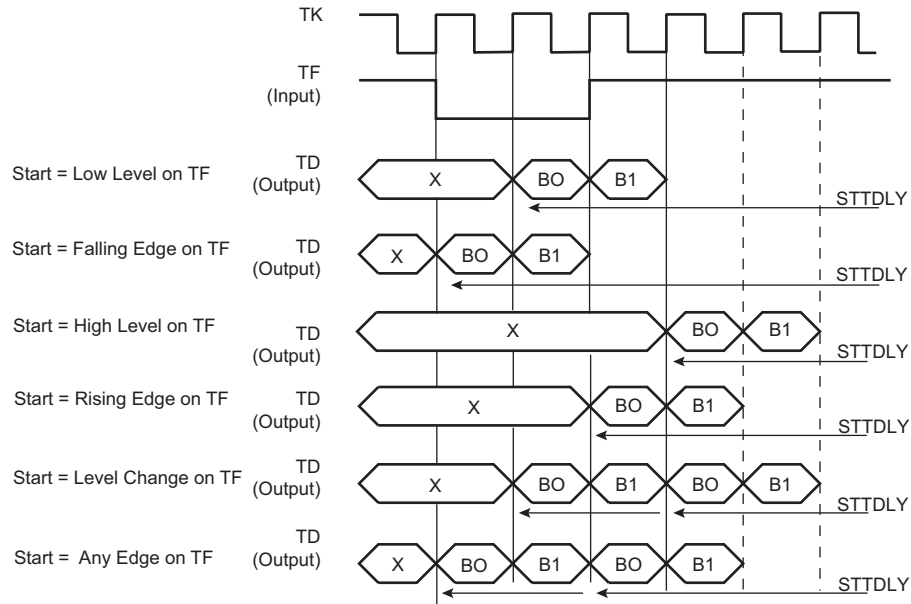 TK
TF
(Input)
Start = Low Level on TF
TD
(Output)
X
BO
B1
STTDLY
Start = Falling Edge on TF
TD
(Output)
X
BO
B1
STTDLY
Start = High Level on TF
TD
(Output)
X
BO
B1
STTDLY
Start = Rising Edge on TF
TD
(Output)
X
BO
B1
STTDLY
Start = Level Change on TF
TD
(Output)
X
BO
B1
BO
B1
STTDLY
Start = Any Edge on TF
TD
(Output)
X
BO
B1
BO
B1
STTDLY